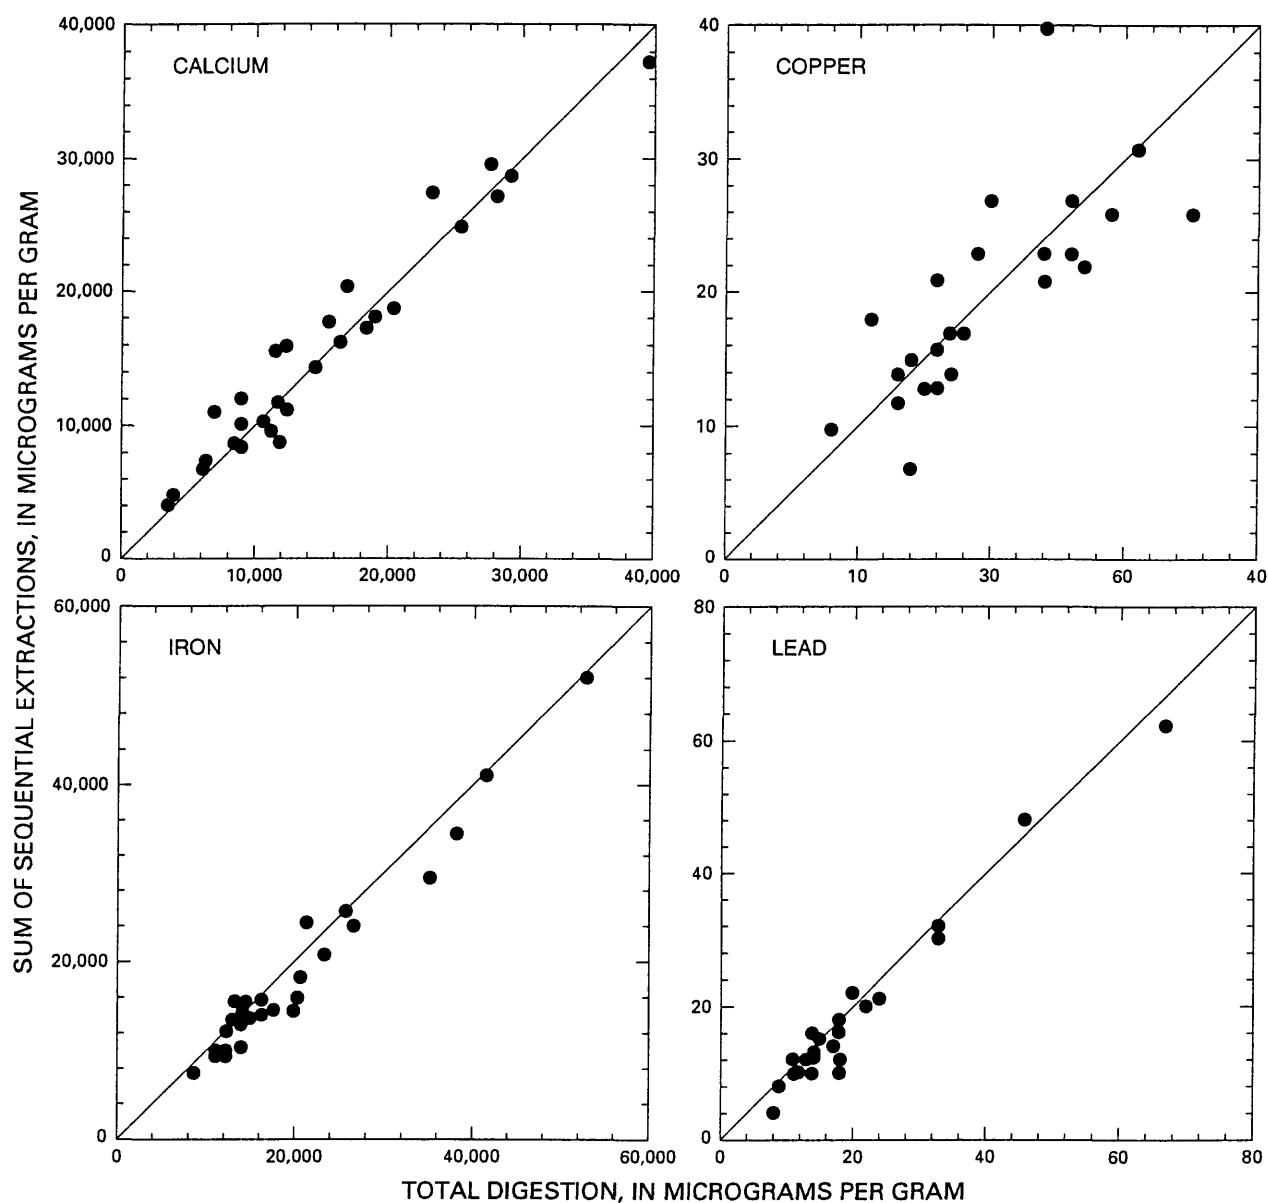 SUM OF SEQUENTIAL EXTRACTIONS, IN MICROGRAMS PER GRAM
40,000
30,000
20,000
10,000
0
CALCIUM
0 10,000 20,000 30,000 40,000
40
30
20
10
0
COPPER
0 10 30 60 40
60,000
40,000
20,000
0
IRON
0 20,000 40,000 60,000
80
60
40
20
0
LEAD
0 20 40 60 80
TOTAL DIGESTION, IN MICROGRAMS PER GRAM